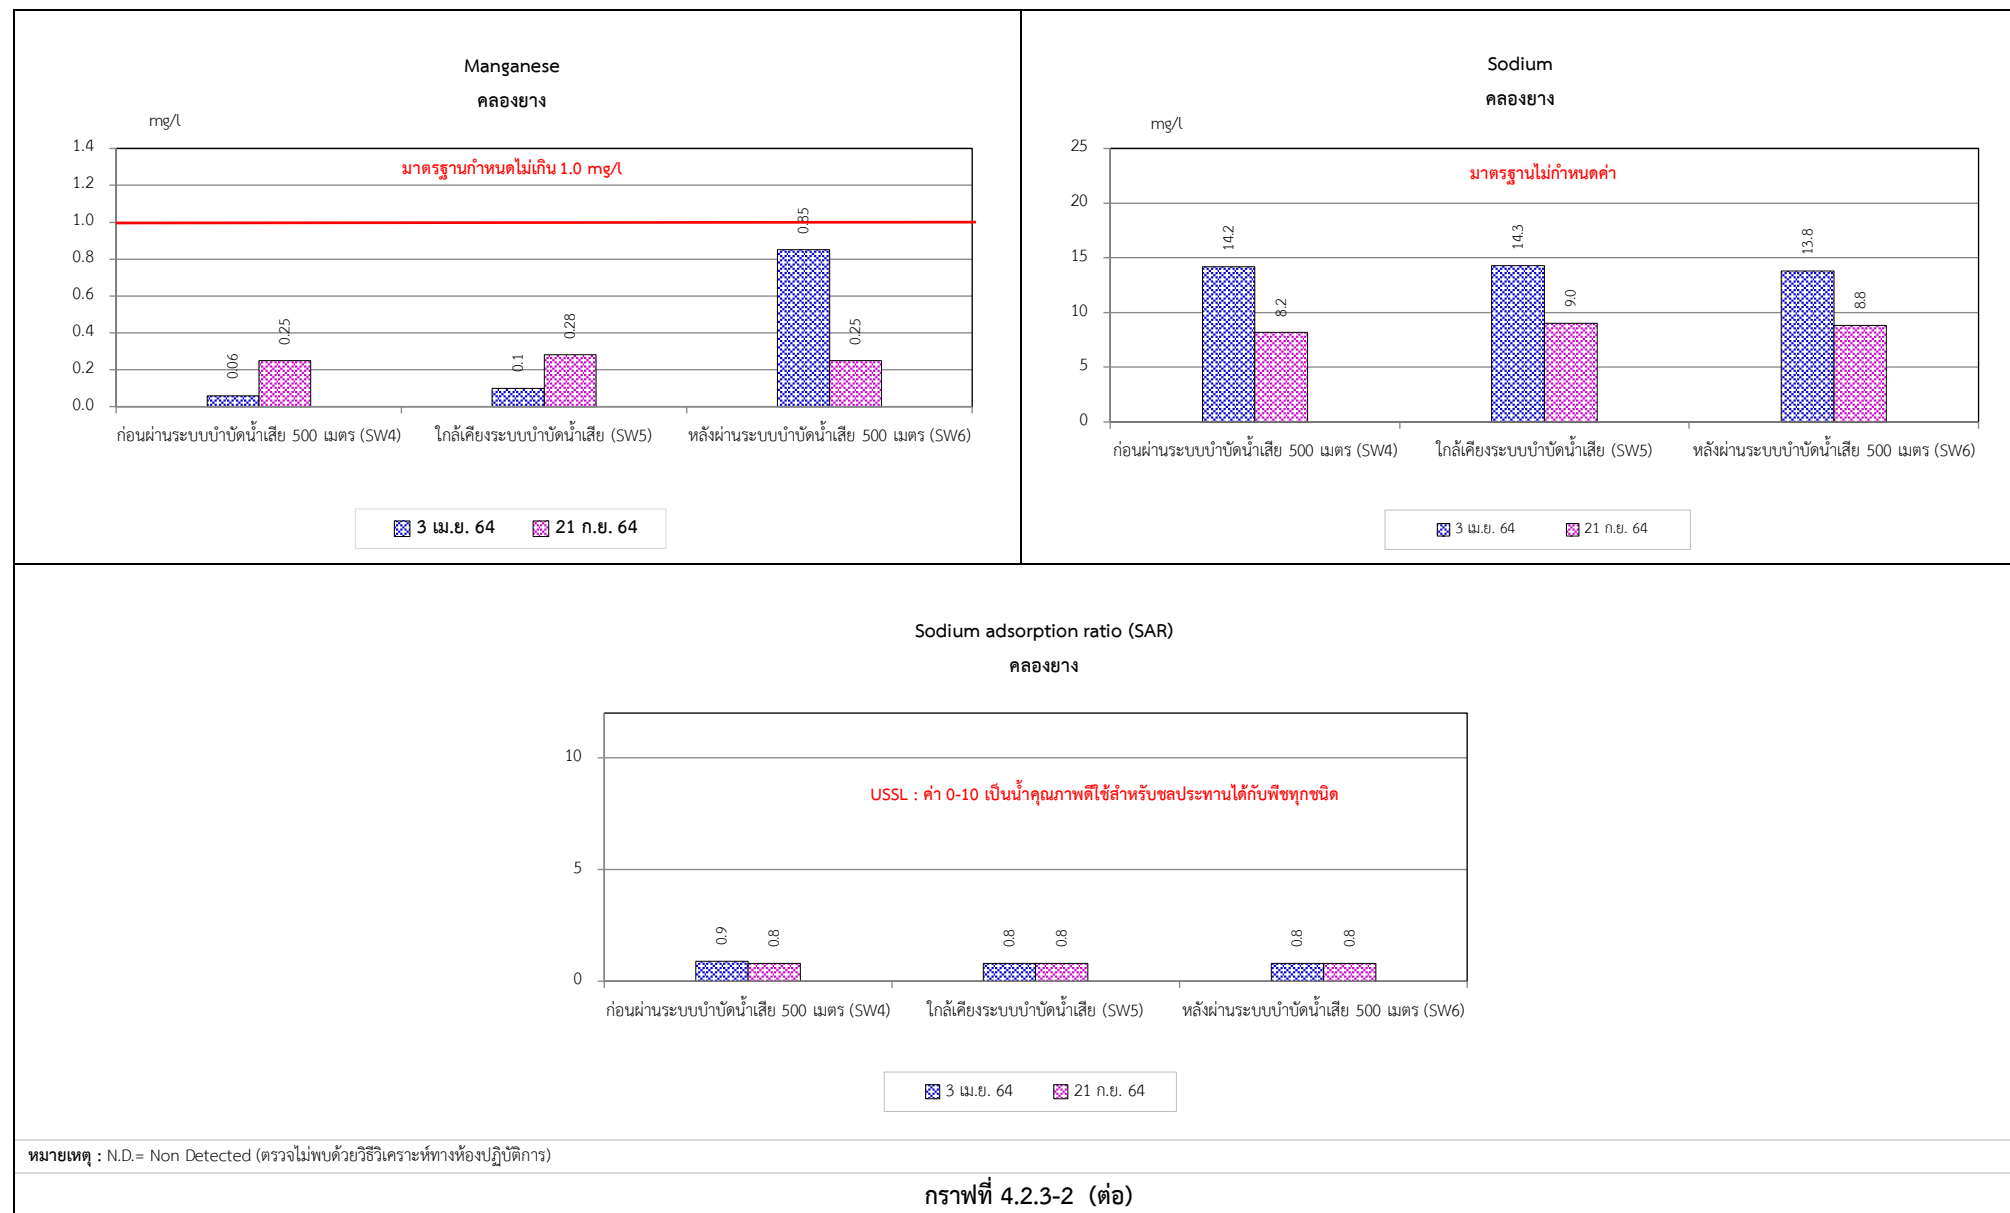 Manganese
คลองยาง
mg/l
1.4
มาตรฐานกำหนดไม่เกิน 1.0 mg/l
1.2
1.0
0.85
0.8
0.6
0.4
0.25
0.28
0.25
0.06
0.1
0.2
0.0
ก่อนผ่านระบบบำบัดน้ำเสีย 500 เมตร (SW4) ใกล้เคียงระบบบำบัดน้ำเสีย (SW5) หลังผ่านระบบบำบัดน้ำเสีย 500 เมตร (SW6)
3 เม.ย. 64 21 ก.ย. 64
Sodium
คลองยาง
mg/l
25
มาตรฐานไม่กำหนดค่า
20
14.2
14.3
13.8
15
8.2
9.0
8.8
10
5
0
ก่อนผ่านระบบบำบัดน้ำเสีย 500 เมตร (SW4) ใกล้เคียงระบบบำบัดน้ำเสีย (SW5) หลังผ่านระบบบำบัดน้ำเสีย 500 เมตร (SW6)
3 เม.ย. 64 21 ก.ย. 64
Sodium adsorption ratio (SAR)
คลองยาง
10
USSL : ค่า 0-10 เป็นน้ำคุณภาพดีใช้สำหรับชลประทานได้กับพืชทุกชนิด
5
0.9
0.8
0.8
0.8
0.8
0.8
0
ก่อนผ่านระบบบำบัดน้ำเสีย 500 เมตร (SW4) ใกล้เคียงระบบบำบัดน้ำเสีย (SW5) หลังผ่านระบบบำบัดน้ำเสีย 500 เมตร (SW6)
3 เม.ย. 64 21 ก.ย. 64
หมายเหตุ : N.D.= Non Detected (ตรวจไม่พบด้วยวิธีวิเคราะห์ทางห้องปฏิบัติการ)
กราฟที่ 4.2.3-2 (ต่อ)